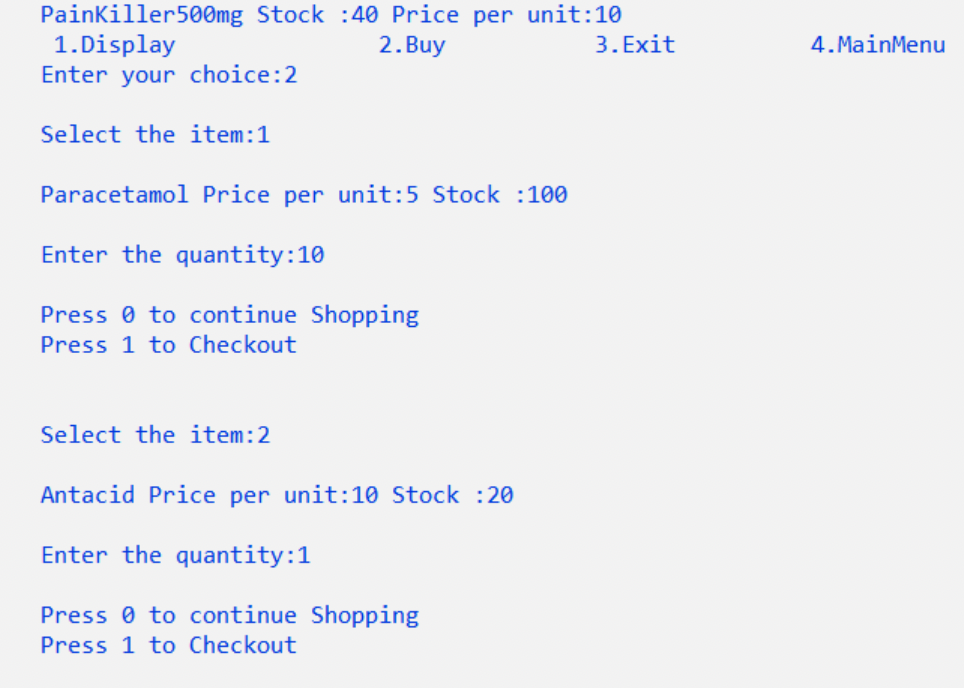 PainKiller500mg Stock :40 Price per unit:10
1.Display 2.Buy 3.Exit 4.MainMenu
Enter your choice:2
Select the item:1
Paracetamol Price per unit:5 Stock :100
Enter the quantity:10
Press 0 to continue Shopping
Press 1 to Checkout
Select the item:2
Antacid Price per unit:10 Stock :20
Enter the quantity:1
Press 0 to continue Shopping
Press 1 to Checkout